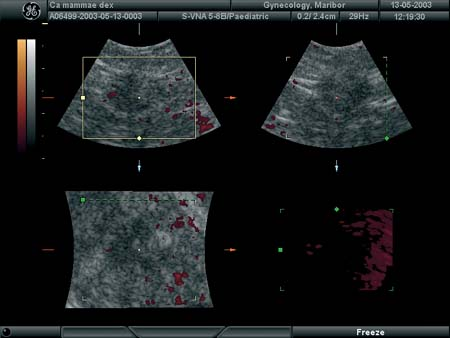 Ca mammae dex Gynecology, Maribor 13-05-2003
A06499-2003-05-13-0003 S-VNA 5-6B/Paediatric 0.2/ 2.4cm 29Hz 12:19:30
Freeze